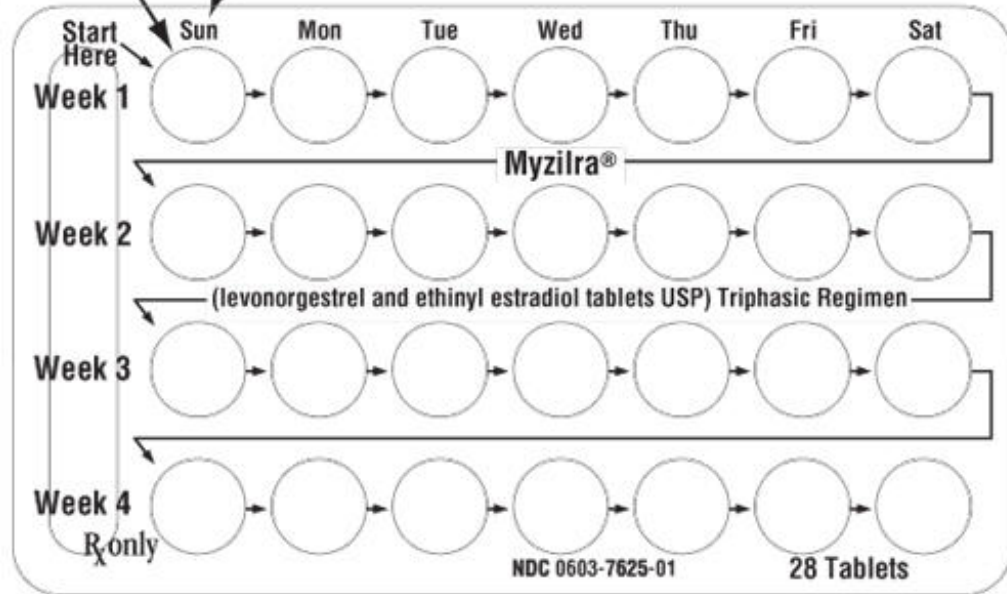 Start Here Sun Mon Tue Wed Thu Fri Sat
Week 1
Myzilra®
Week 2
(levonorgestrel and ethinyl estradiol tablets USP) Triphasic Regimen
Week 3
Week 4
Rx only
NDC 0603-7625-01 28 Tablets